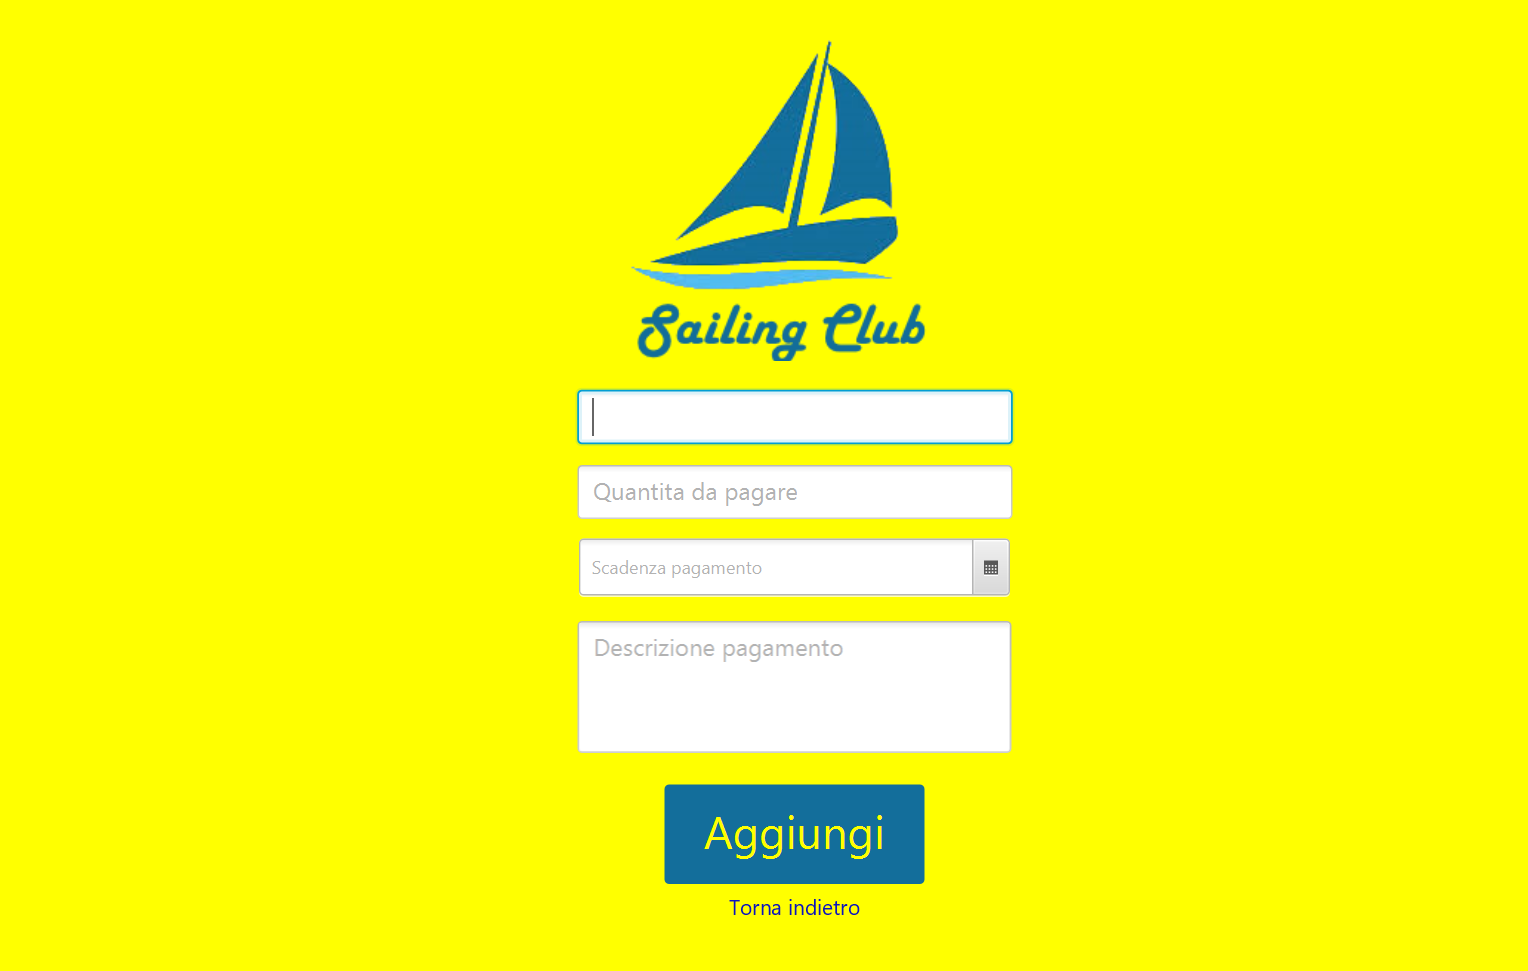 Sailing Club
Quantita da pagare
Scadenza pagamento
Descrizione pagamento
Aggiungi
Torna indietro